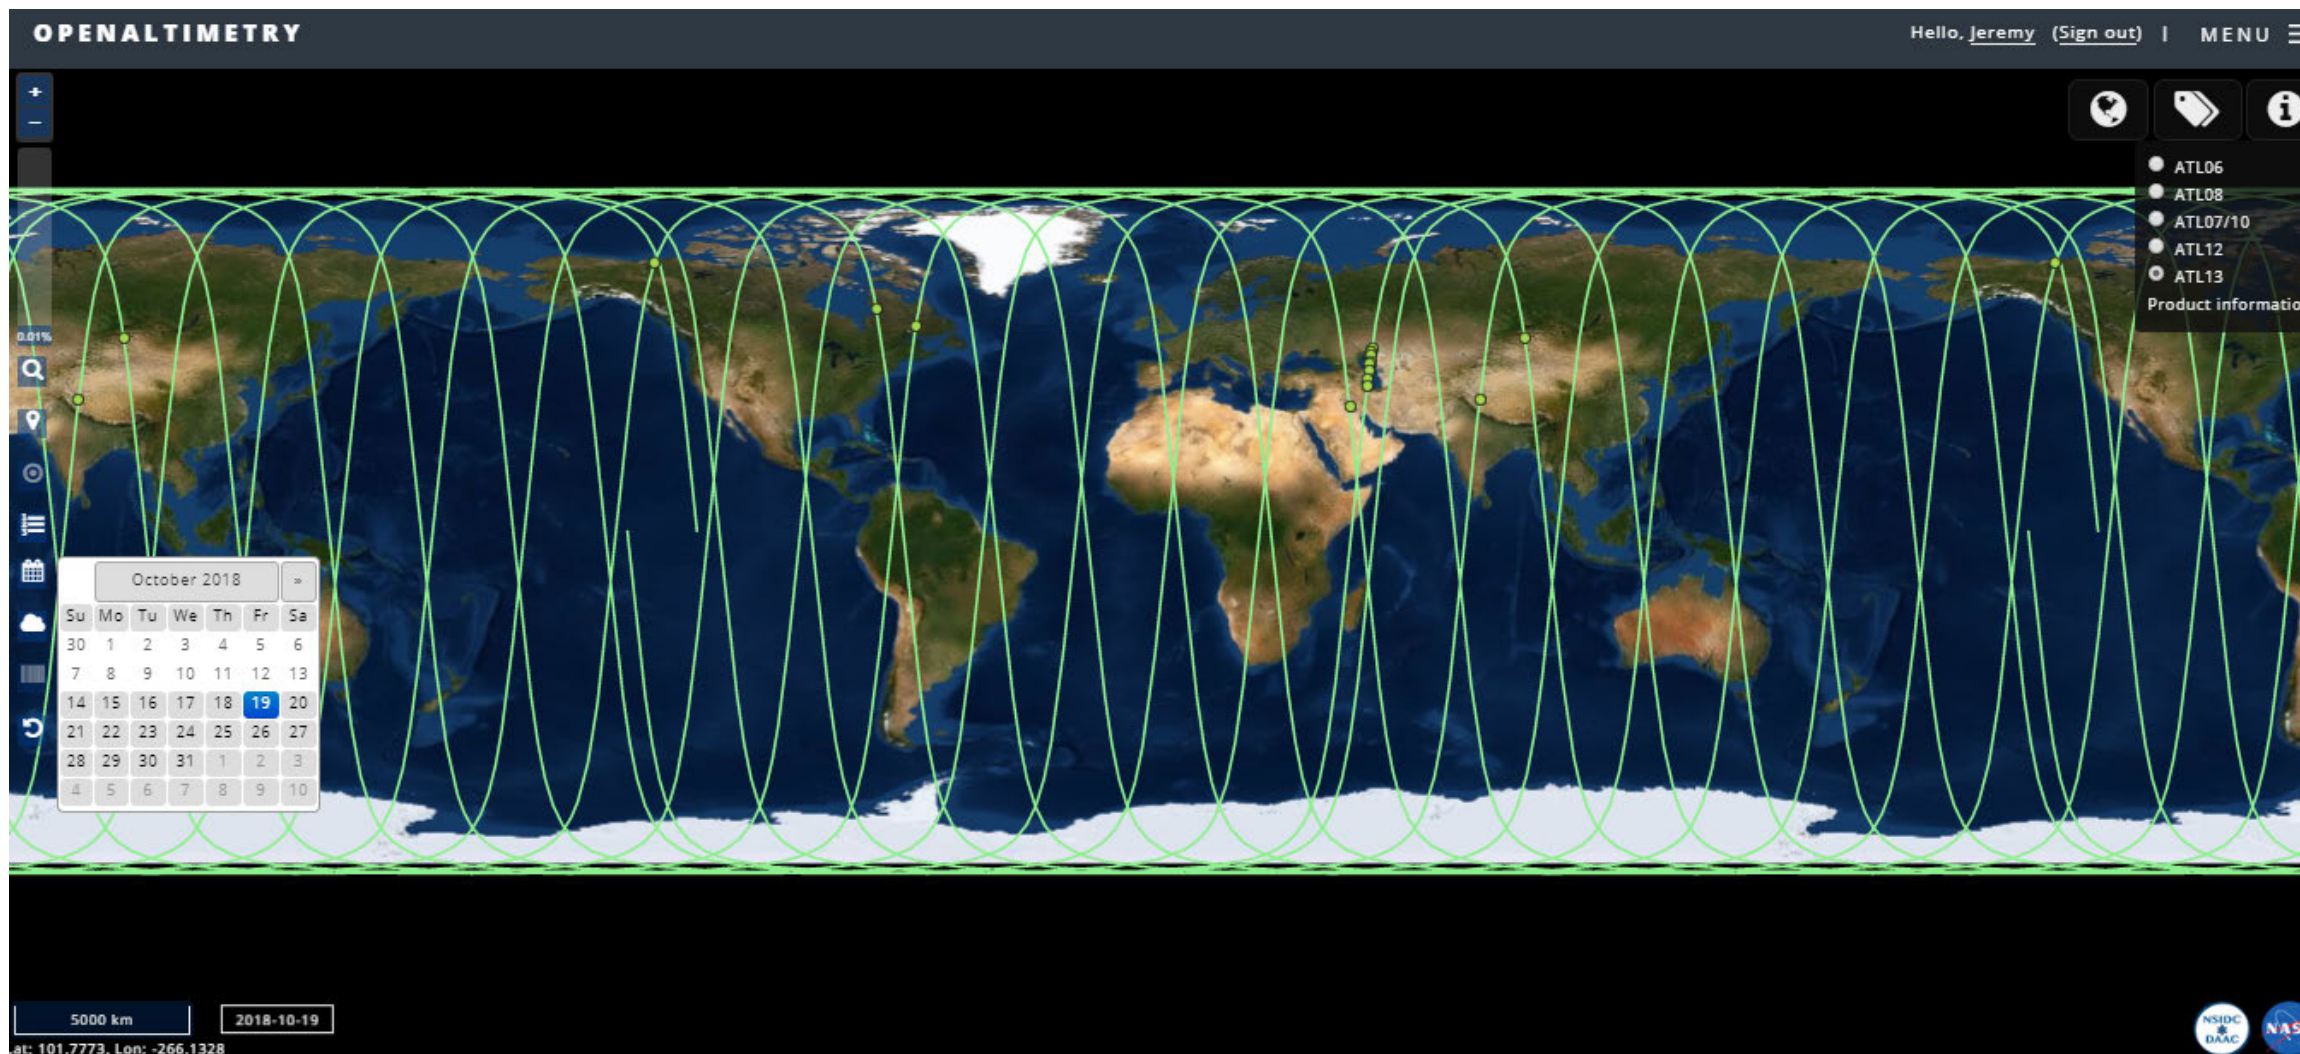 OPENALTIMETRY
Hello, Jeremy (Sign out) | MENU
+
−
ATL06
ATL08
ATL07/10
ATL12
ATL13
Product informatio
0.01%
October 2018 »
Su Mo Tu We Th Fr Sa
30 1 2 3 4 5 6
7 8 9 10 11 12 13
14 15 16 17 18 19 20
21 22 23 24 25 26 27
28 29 30 31 1 2 3
4 5 6 7 8 9 10
5000 km
2018-10-19
at: 101.7773, Lon: -266.1328
NSIDC
DAAC
NAS